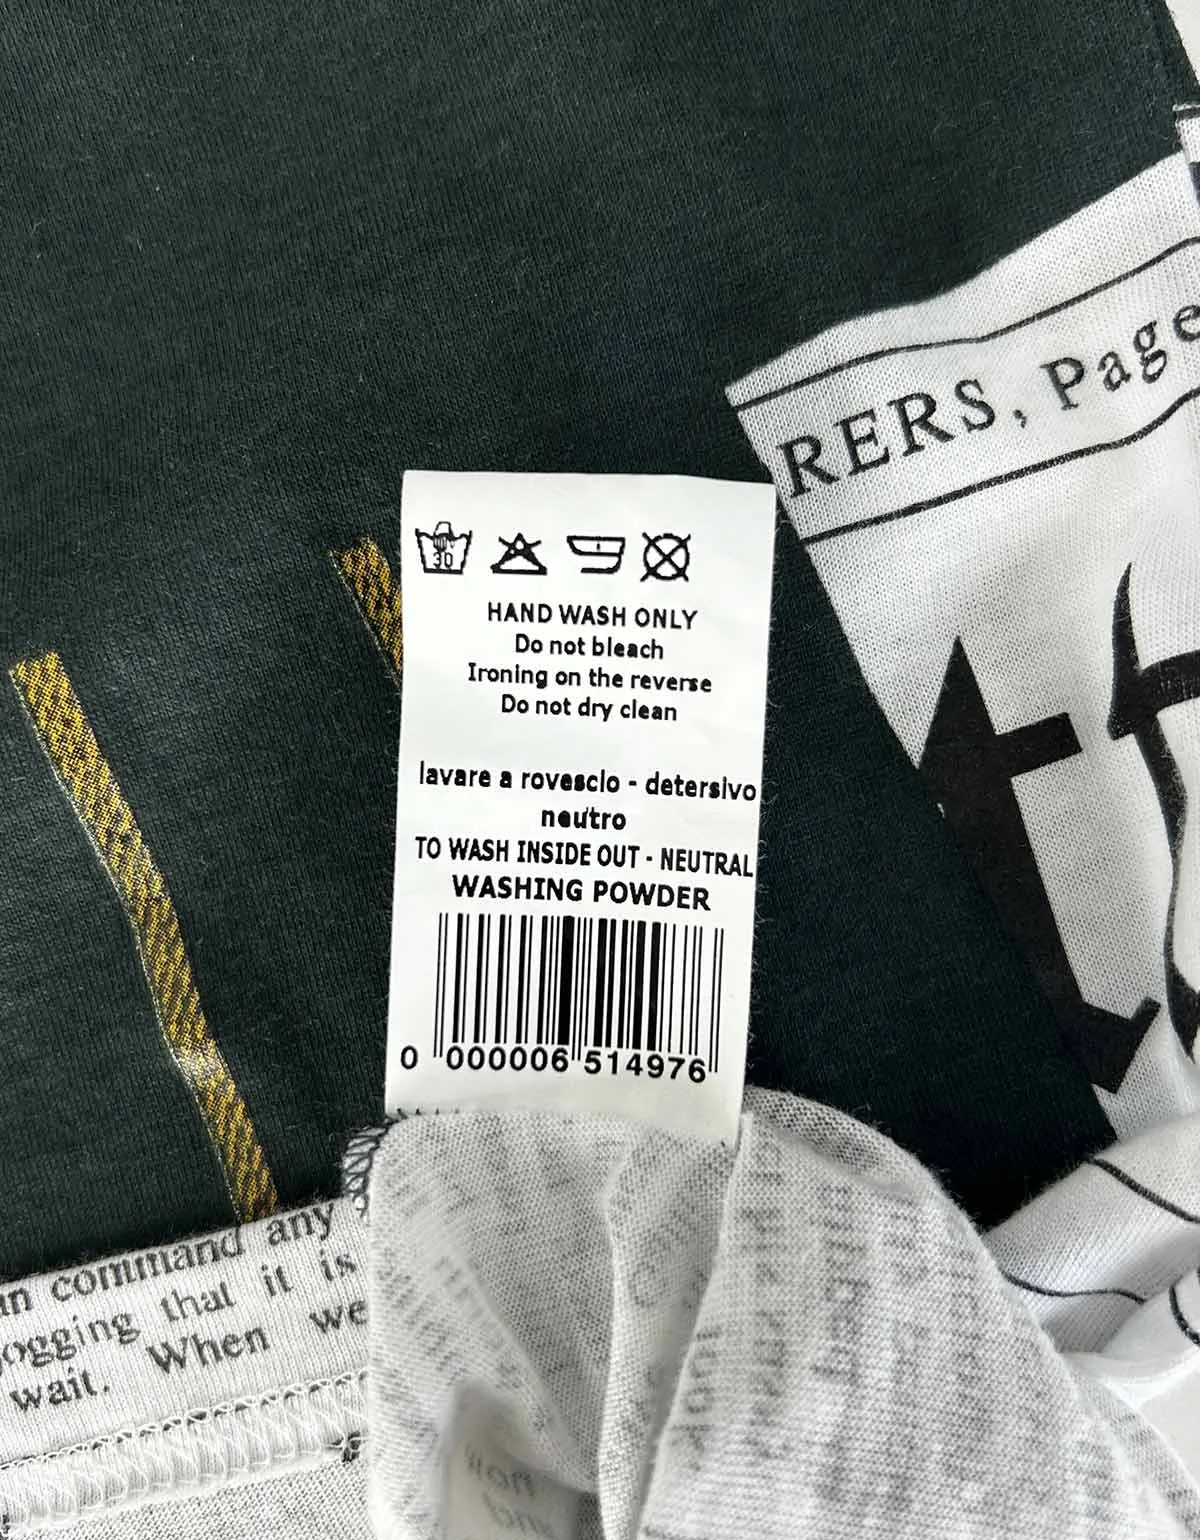 RERS, Page
30
HAND WASH ONLY
Do not bleach
Ironing on the reverse
Do not dry clean
lavare a rovescio - detersivo
neutro
TO WASH INSIDE OUT - NEUTRAL
WASHING POWDER
0 000006 514976
command any
that it is
When we
wait.